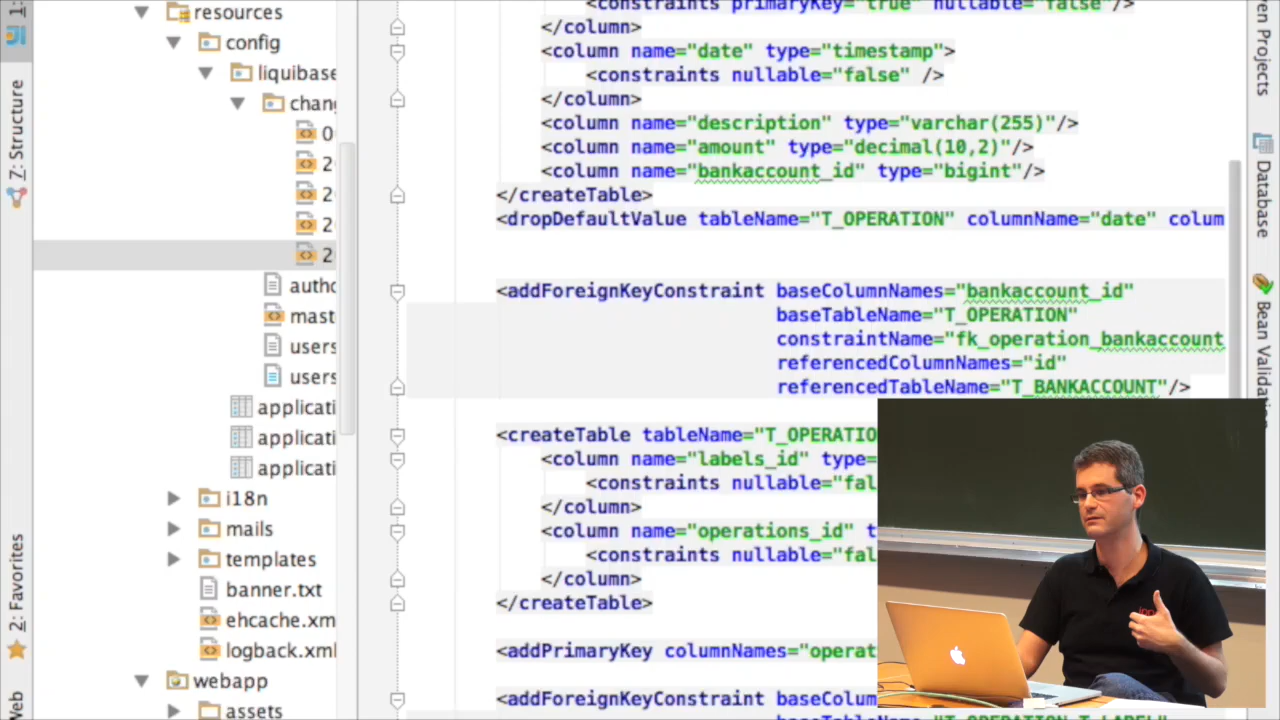 resources
config
liquibase
chang
0
2
2
2
2
autho
mast
users
users
applicati
applicati
applicati
i18n
mails
templates
banner.txt
ehcache.xm
logback.xml
webapp
assets
Z: Structure
2: Favorites
Web
<constraints primaryKey="true" nullable="false"/>
</column>
<column name="date" type="timestamp">
<constraints nullable="false" />
</column>
<column name="description" type="varchar(255)"/>
<column name="amount" type="decimal(10,2)"/>
<column name="bankaccount_id" type="bigint"/>
</createTable>
<dropDefaultValue tableName="T_OPERATION" columnName="date" colum
<addForeignKeyConstraint baseColumnNames="bankaccount_id"
baseTableName="T_OPERATION"
constraintName="fk_operation_bankaccount
referencedColumnNames="id"
referencedTableName="T_BANKACCOUNT"/>
<createTable tableName="T_OPERATIO
<column name="labels_id" type=
<constraints nullable="fal
</column>
<column name="operations_id" t
<constraints nullable="fal
</column>
</createTable>
<addPrimaryKey columnNames="operat
<addForeignKeyConstraint baseColum
ven Projects
Database
Bean Validati